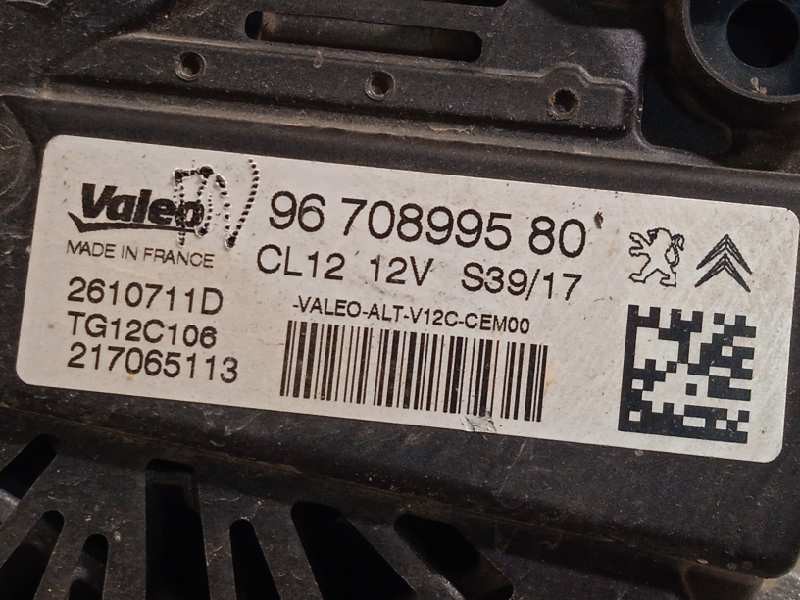 Valeo
96 708995 80
MADE IN FRANCE
CL12 12V S39/17
2610711D
-VALEO-ALT-V12C-CEM00
TG12C106
217065113